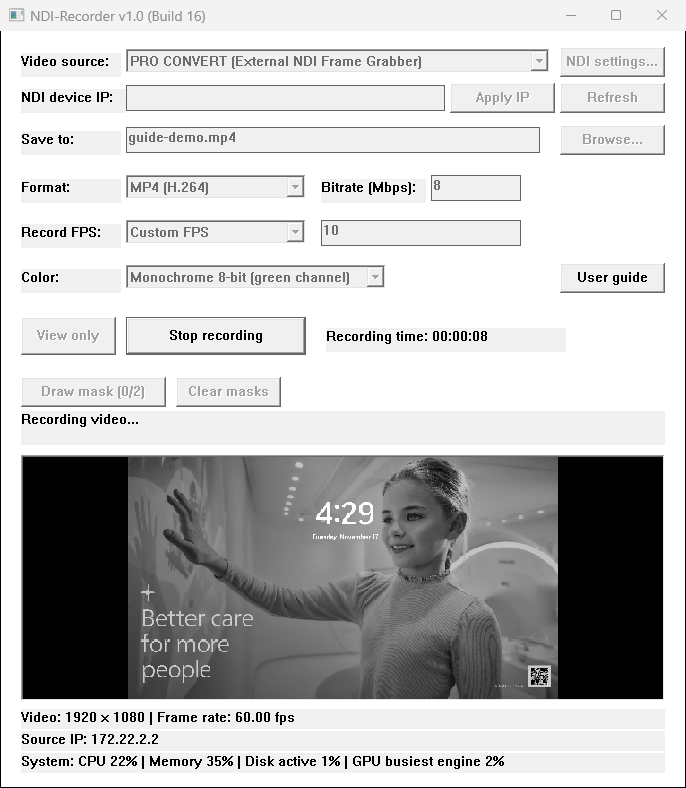 NDI-Recorder v1.0 (Build 16)
Video source: PRO CONVERT (External NDI Frame Grabber) NDI settings...
NDI device IP: Apply IP Refresh
Save to: guide-demo.mp4 Browse...
Format: MP4 (H.264) Bitrate (Mbps): 8
Record FPS: Custom FPS 10
Color: Monochrome 8-bit (green channel) User guide
View only Stop recording Recording time: 00:00:08
Draw mask (0/2) Clear masks
Recording video...
4:29
Tuesday, November 17
Better care
for more
people
Video: 1920 × 1080 | Frame rate: 60.00 fps
Source IP: 172.22.2.2
System: CPU 22% | Memory 35% | Disk active 1% | GPU busiest engine 2%